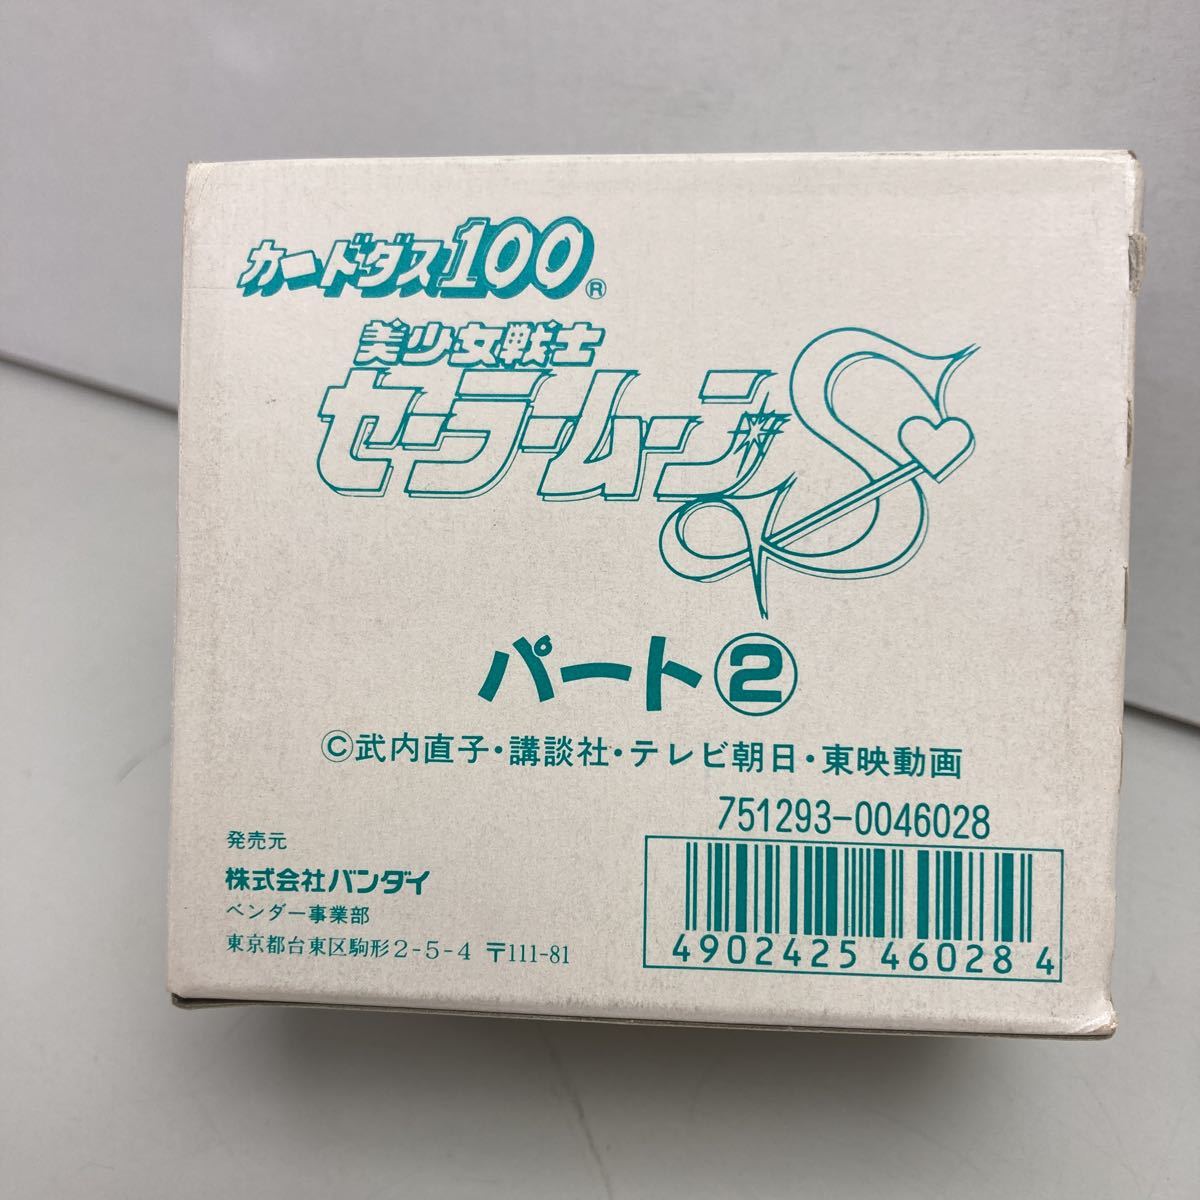 カードダス100®
美少女戦士
セーラームーンS
パート②
©武内直子・講談社・テレビ朝日・東映動画
751293-0046028
発売元
株式会社バンダイ
ベンダー事業部
東京都台東区駒形2-5-4 〒111-81
4902425 460284